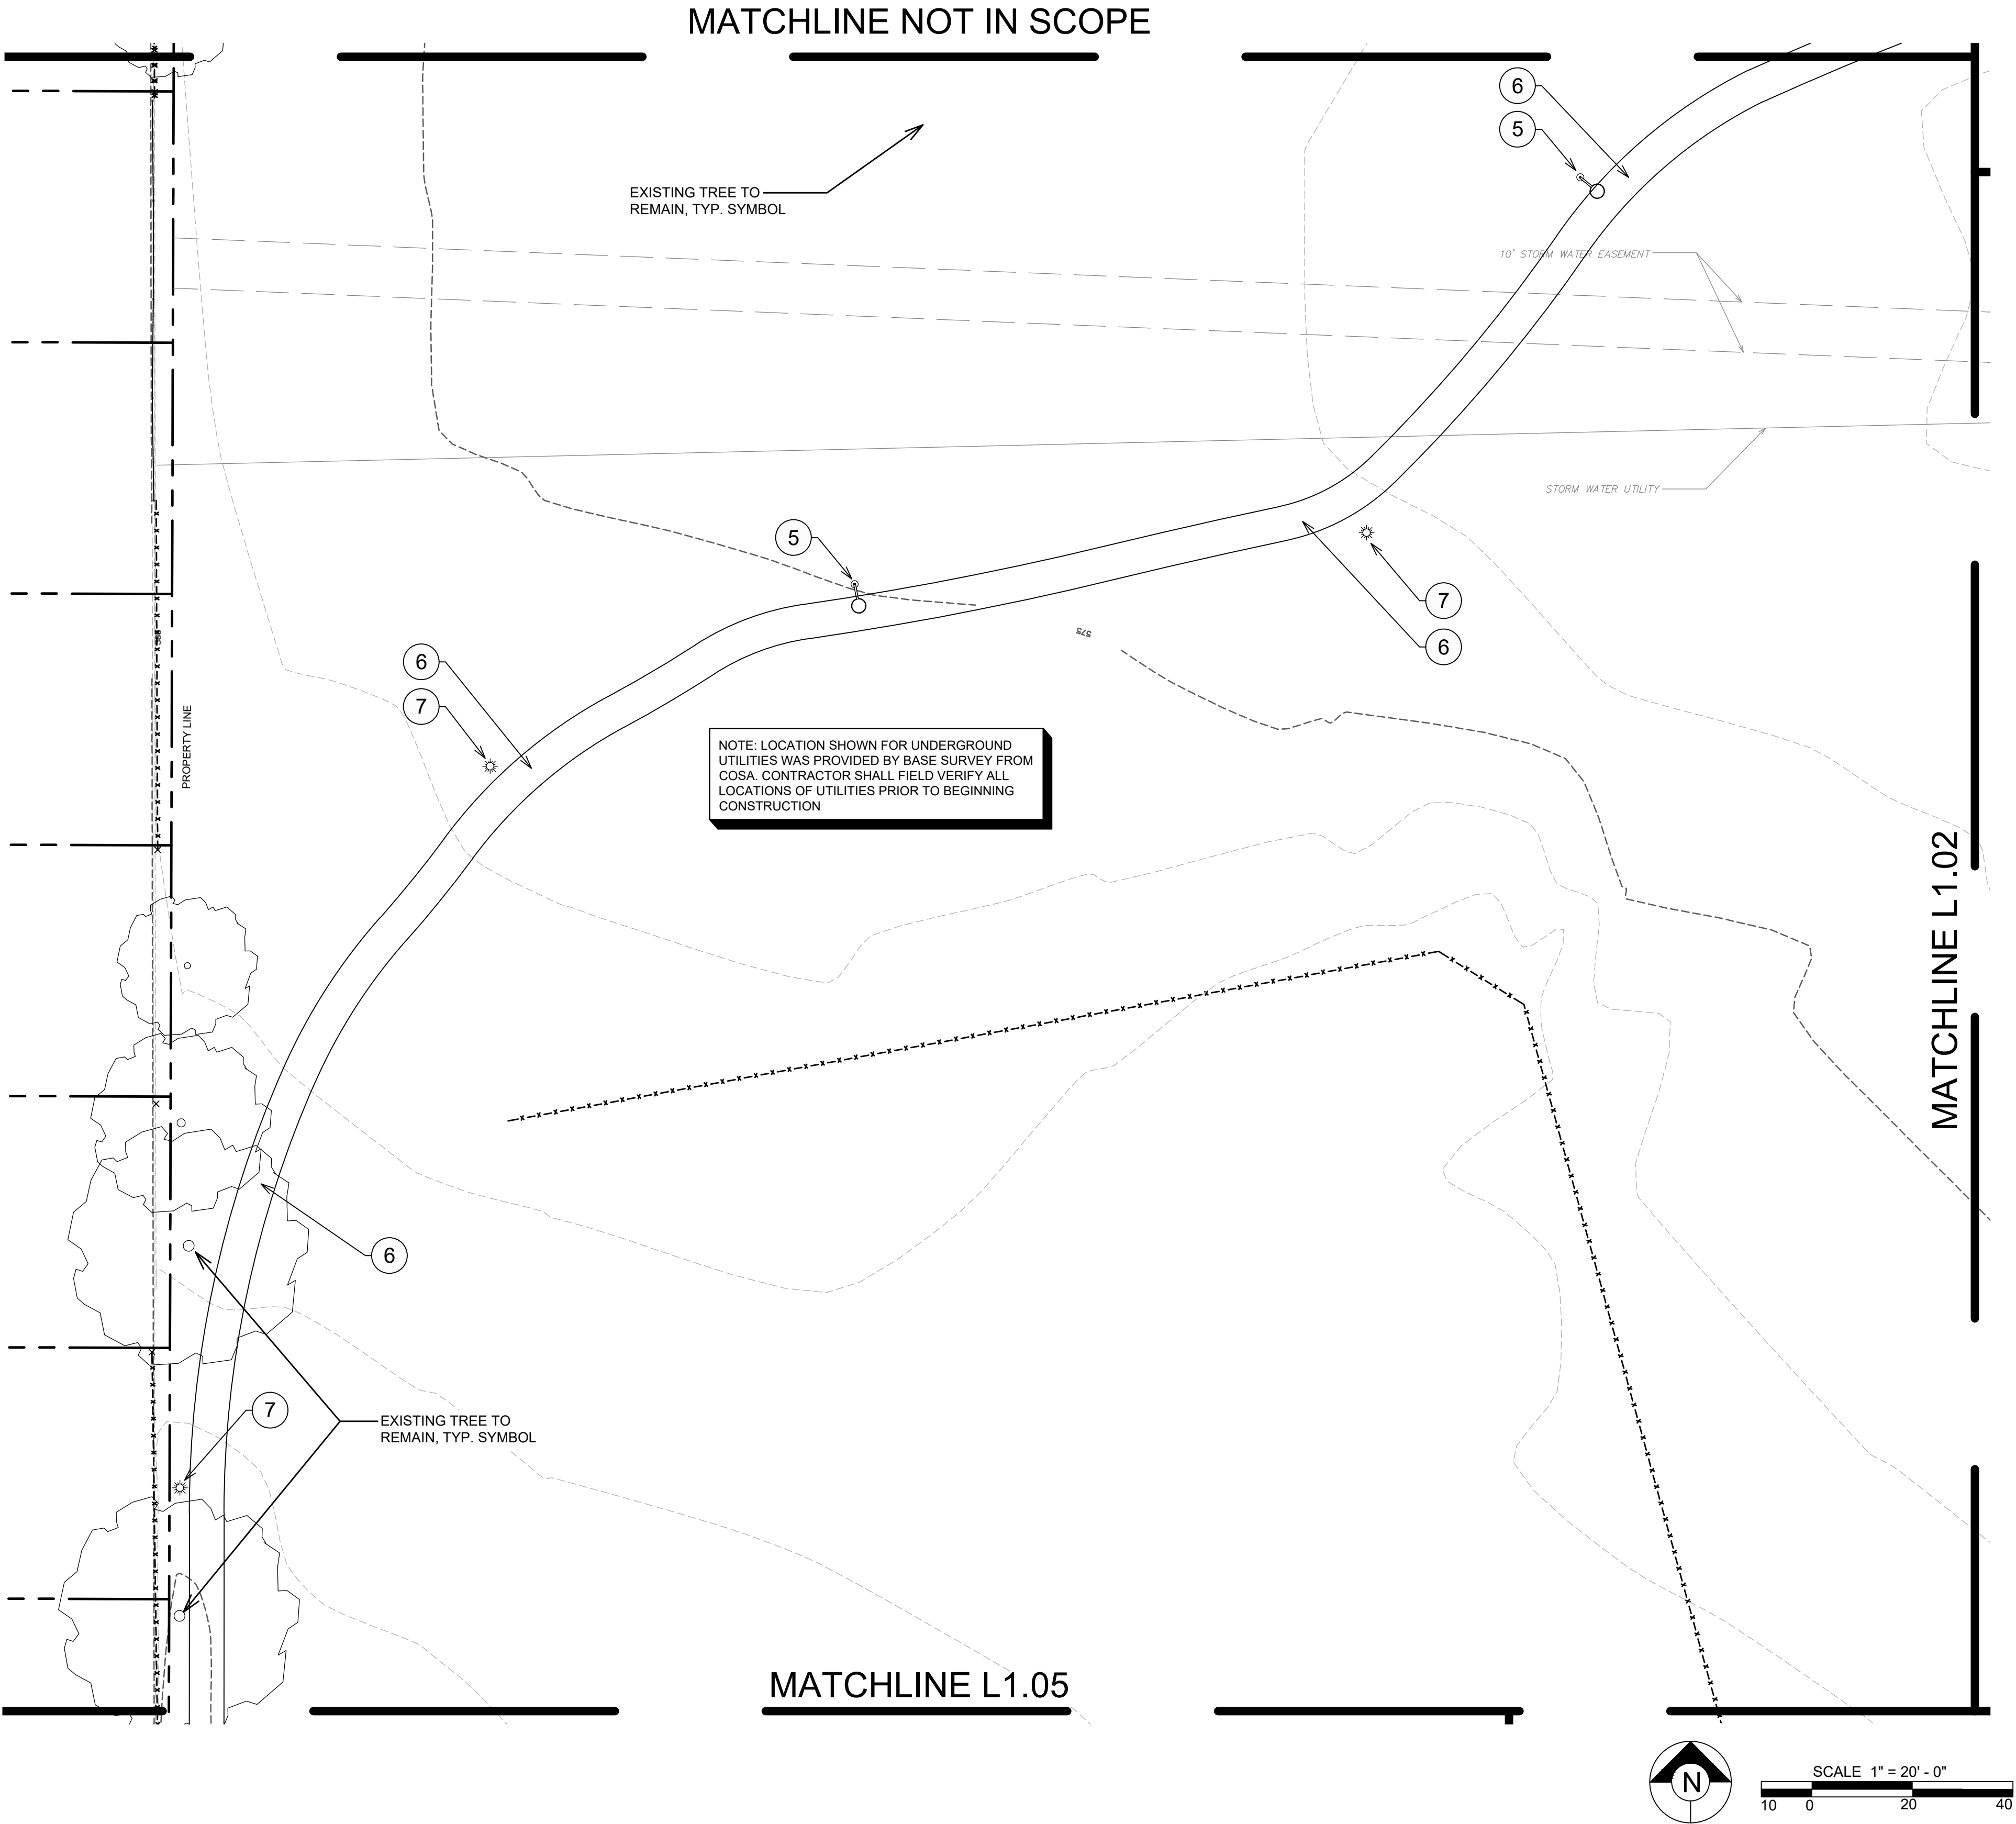 MATCHLINE NOT IN SCOPE
6
5
EXISTING TREE TO
REMAIN, TYP. SYMBOL
10' STORM WATER EASEMENT
STORM WATER UTILITY
5
7
6
575
6
7
PROPERTY LINE
NOTE: LOCATION SHOWN FOR UNDERGROUND
UTILITIES WAS PROVIDED BY BASE SURVEY FROM
COSA. CONTRACTOR SHALL FIELD VERIFY ALL
LOCATIONS OF UTILITIES PRIOR TO BEGINNING
CONSTRUCTION
MATCHLINE L1.02
6
7
EXISTING TREE TO
REMAIN, TYP. SYMBOL
MATCHLINE L1.05
N
SCALE 1" = 20' - 0"
10 0 20 40